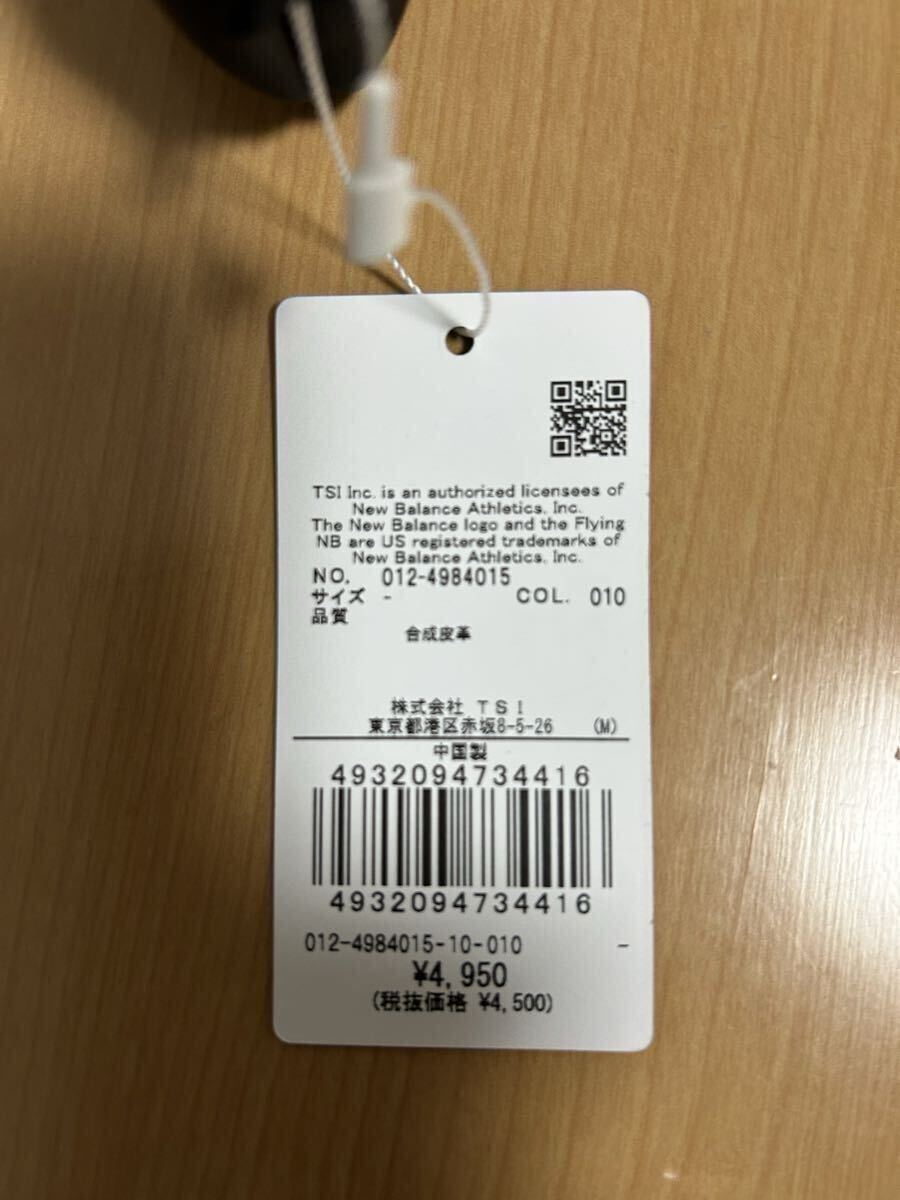 TSI Inc. is an authorized licensees of
New Balance Athletics, Inc.
The New Balance logo and the Flying
NB are US registered trademarks of
New Balance Athletics, Inc.
NO. 012-4984015
サイズ - COL. 010
品質
合成皮革
株式会社 TSI
東京都港区赤坂8-5-26 (M)
中国製
4932094734416
4932094734416
012-4984015-10-010 -
¥4,950
(税抜価格 ¥4,500)